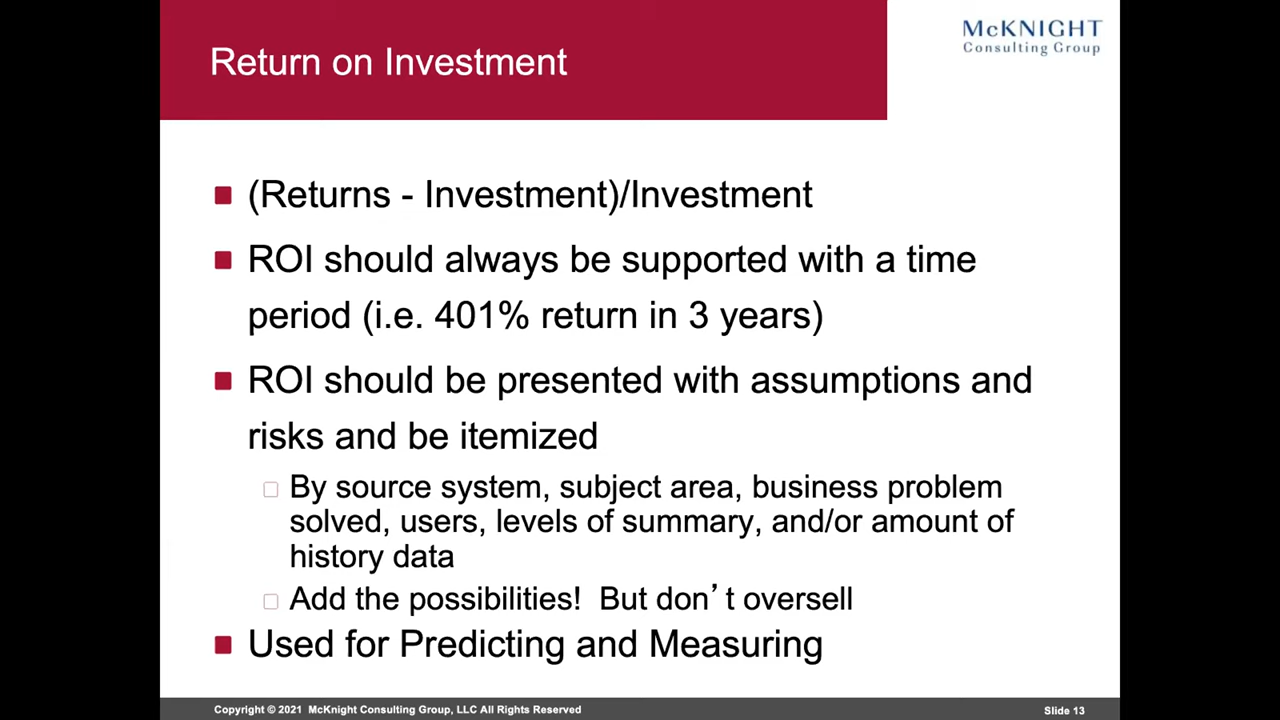 Return on Investment
McKNIGHT
Consulting Group
(Returns - Investment)/Investment
ROI should always be supported with a time
period (i.e. 401% return in 3 years)
ROI should be presented with assumptions and
risks and be itemized
By source system, subject area, business problem
solved, users, levels of summary, and/or amount of
history data
Add the possibilities!  But don’t oversell
Used for Predicting and Measuring
Copyright © 2021  McKnight Consulting Group, LLC All Rights Reserved
Slide 13